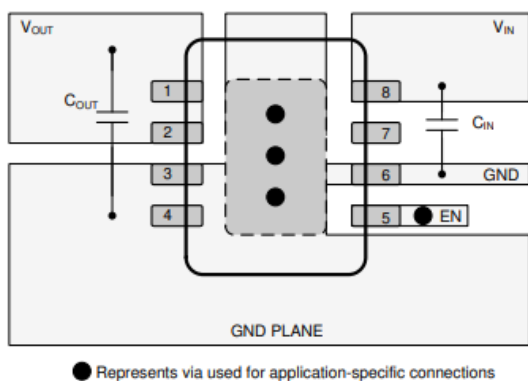 VOUT
VIN
COUT
CIN
1
2
3
4
8
7
6
5
GND
EN
GND PLANE
Represents via used for application-specific connections